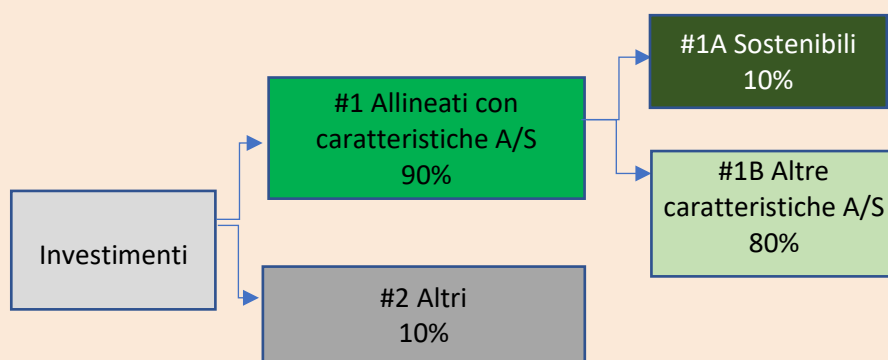 Investimenti
#1 Allineati con
caratteristiche A/S
90%
#2 Altri
10%
#1A Sostenibili
10%
#1B Altre
caratteristiche A/S
80%